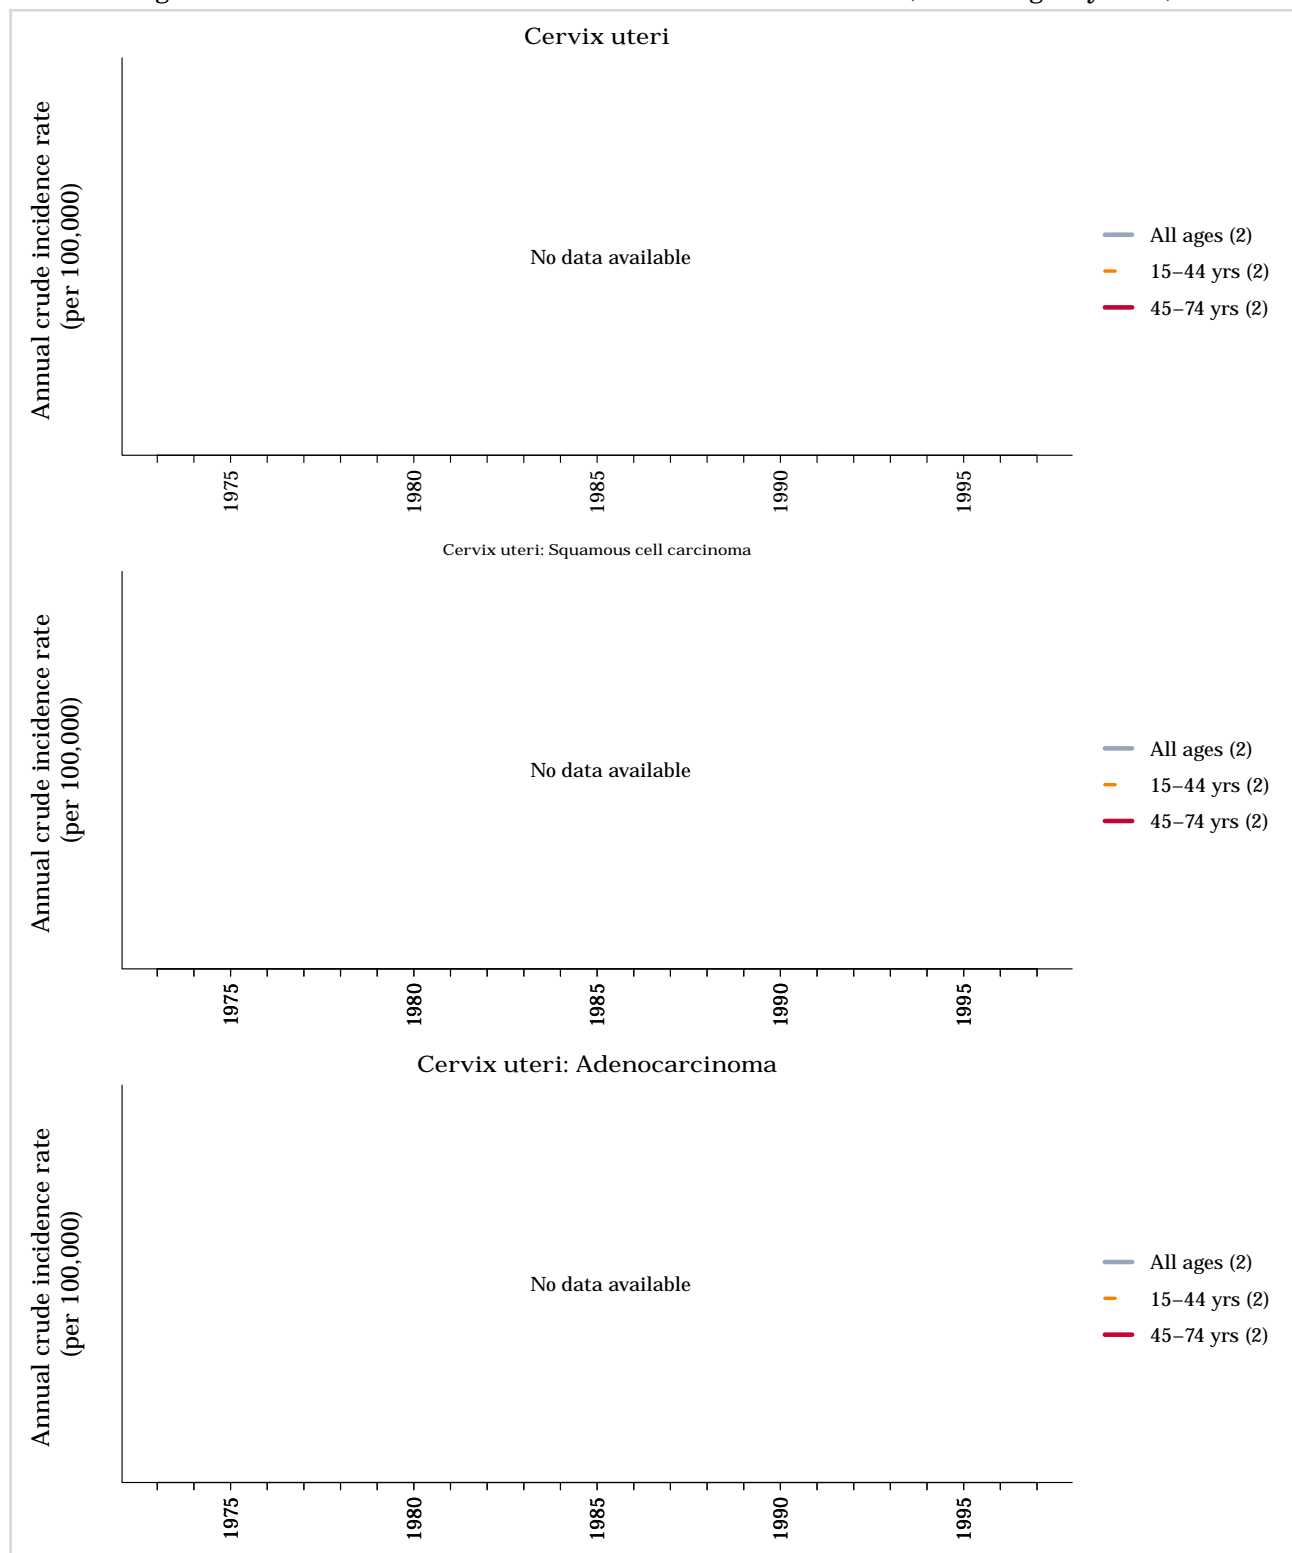 Cervix uteri
Annual crude incidence rate
(per 100,000)
No data available
All ages (2)
15–44 yrs (2)
45–74 yrs (2)
1975
1980
1985
1990
1995
Cervix uteri: Squamous cell carcinoma
Annual crude incidence rate
(per 100,000)
No data available
All ages (2)
15–44 yrs (2)
45–74 yrs (2)
1975
1980
1985
1990
1995
Cervix uteri: Adenocarcinoma
Annual crude incidence rate
(per 100,000)
No data available
All ages (2)
15–44 yrs (2)
45–74 yrs (2)
1975
1980
1985
1990
1995